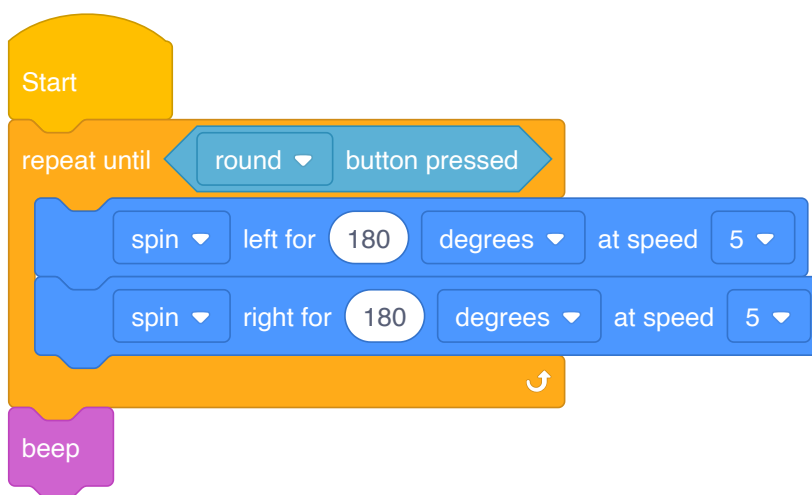 Start
repeat until round button pressed
spin left for 180 degrees at speed 5
spin right for 180 degrees at speed 5
beep